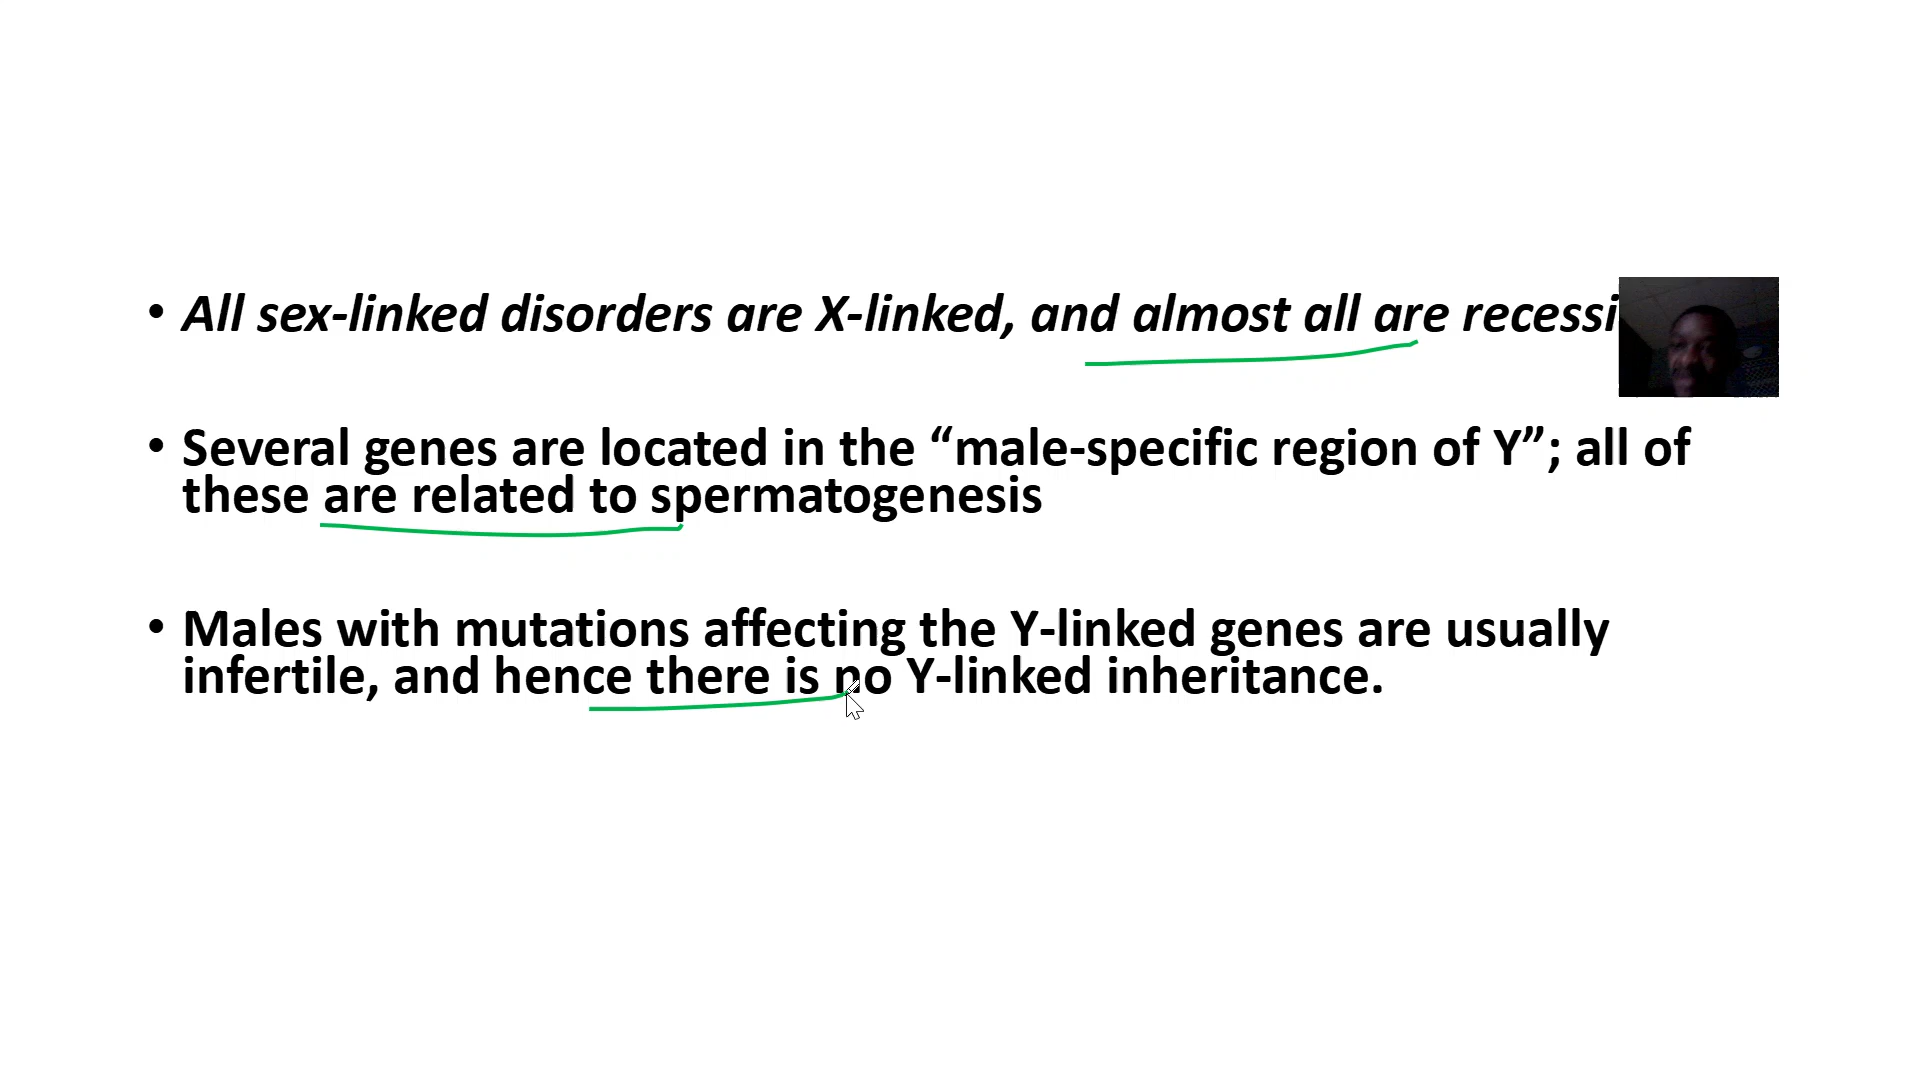 • All sex-linked disorders are X-linked, and almost all are
• Several genes are located in the “male-specific region of Y”; all of
these are related to spermatogenesis
• Males with mutations affecting the Y-linked genes are usually
infertile, and hence there is no Y-linked inheritance.